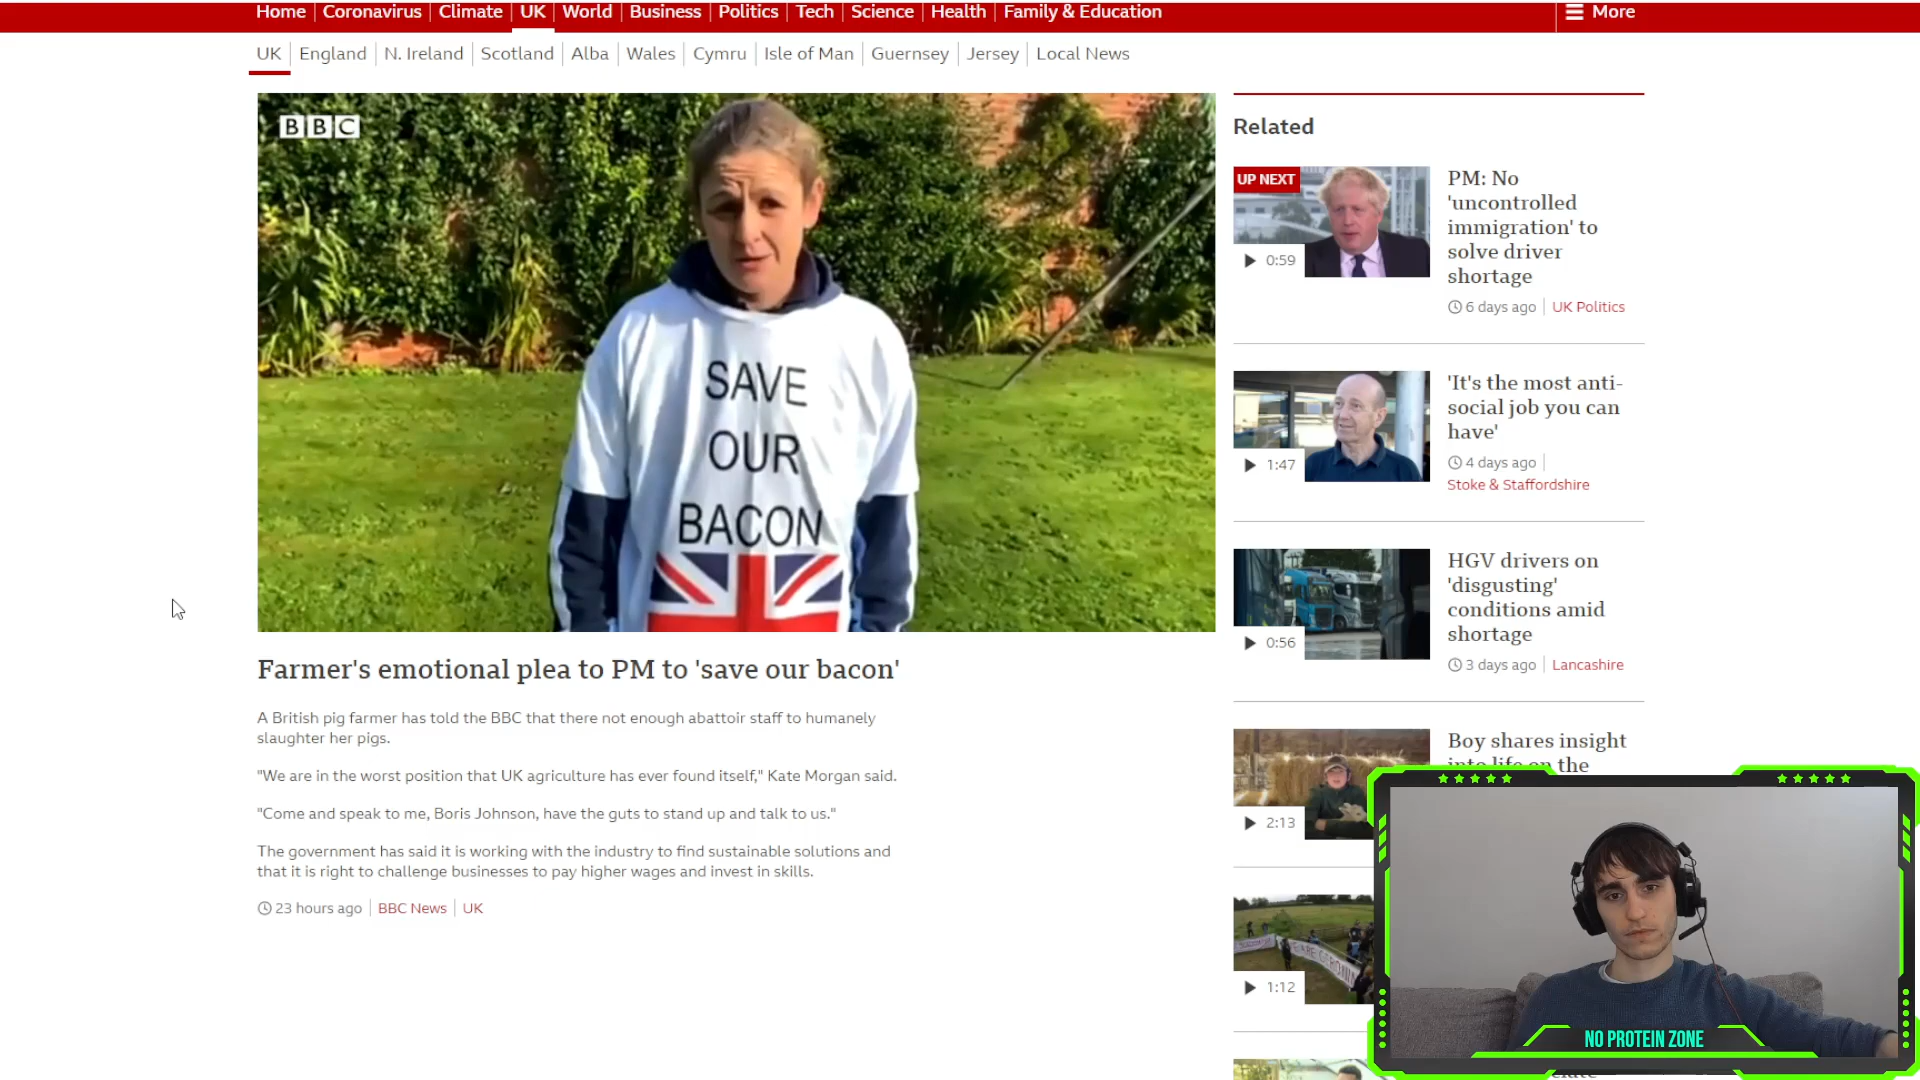 Home
Coronavirus
Climate
UK
World
Business
Politics
Tech
Science
Health
Family & Education
More
UK
England
N. Ireland
Scotland
Alba
Wales
Cymru
Isle of Man
Guernsey
Jersey
Local News
BBC
SAVE
OUR
BACON
Farmer's emotional plea to PM to 'save our bacon'
A British pig farmer has told the BBC that there not enough abattoir staff to humanely
slaughter her pigs.
"We are in the worst position that UK agriculture has ever found itself," Kate Morgan said.
"Come and speak to me, Boris Johnson, have the guts to stand up and talk to us."
The government has said it is working with the industry to find sustainable solutions and
that it is right to challenge businesses to pay higher wages and invest in skills.
23 hours ago
BBC News
UK
Related
UP NEXT
0:59
PM: No
'uncontrolled
immigration' to
solve driver
shortage
6 days ago
UK Politics
1:47
'It's the most anti-
social job you can
have'
4 days ago
Stoke & Staffordshire
0:56
HGV drivers on
'disgusting'
conditions amid
shortage
3 days ago
Lancashire
2:13
Boy shares insight
into life on the
1:12
NO PROTEIN ZONE